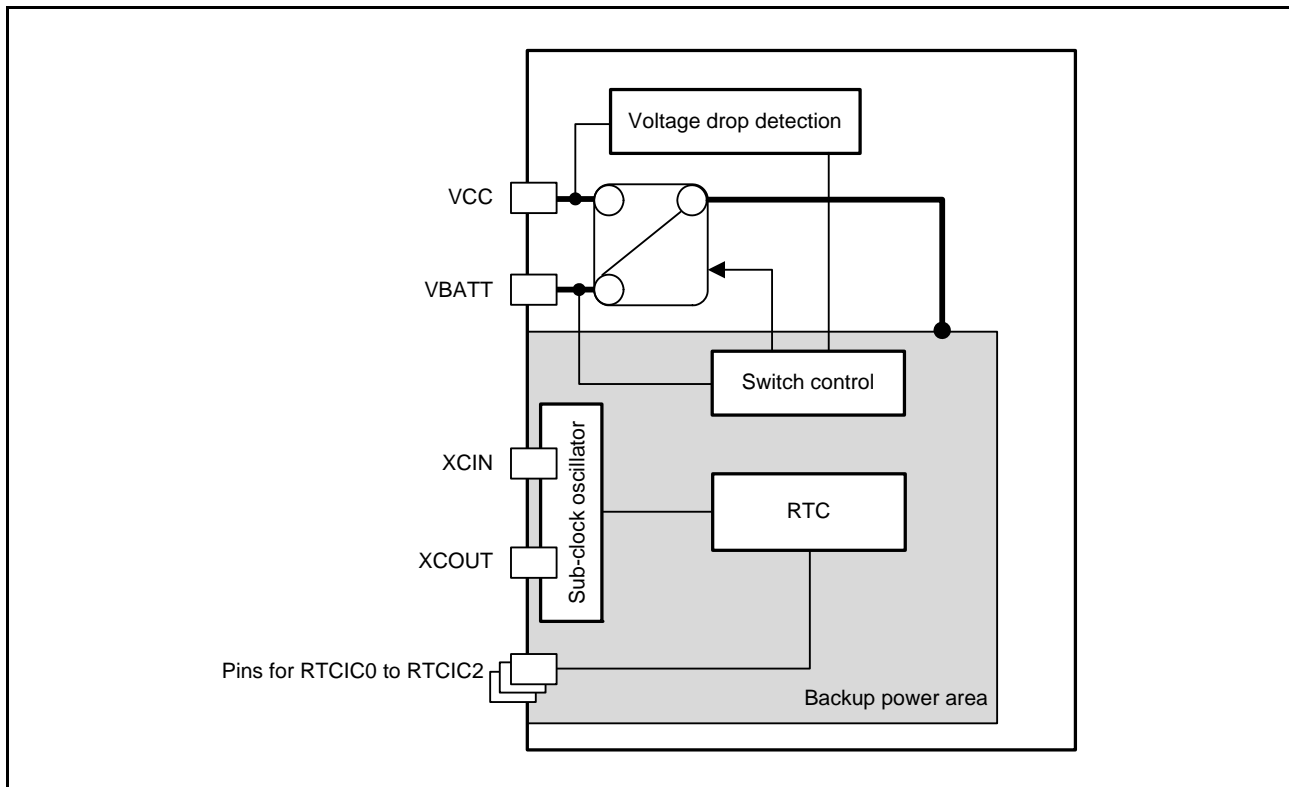 Voltage drop detection
VCC
VBATT
Switch control
XCIN
Sub-clock oscillator
RTC
XCOUT
Pins for RTCIC0 to RTCIC2
Backup power area